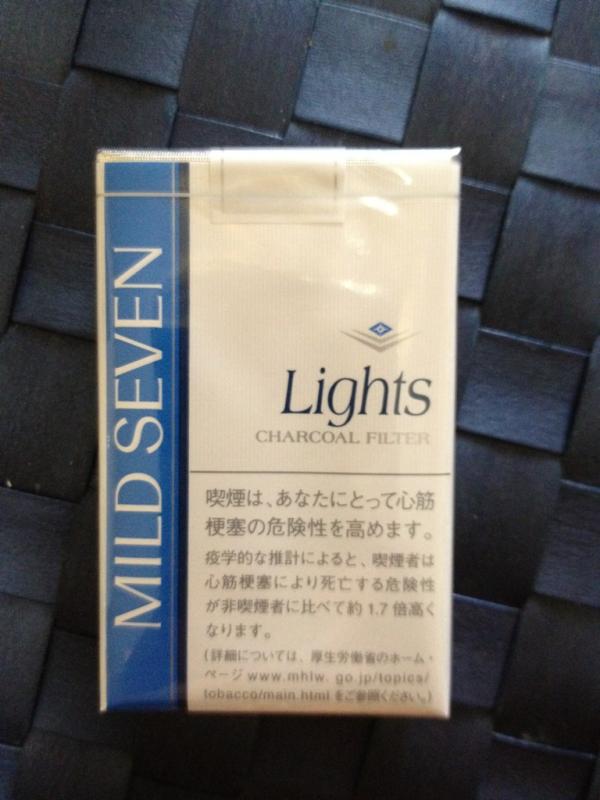 MILD SEVEN
Lights
CHARCOAL FILTER
喫煙は、あなたにとって心筋
梗塞の危険性を高めます。
疫学的な推計によると、喫煙者は
心筋梗塞により死亡する危険性
が非喫煙者に比べて約1.7倍高く
なります。
(詳細については、厚生労働省のホーム・
ページ www.mhlw.go.jp/topics/
tobacco/main.html をご参照ください。)